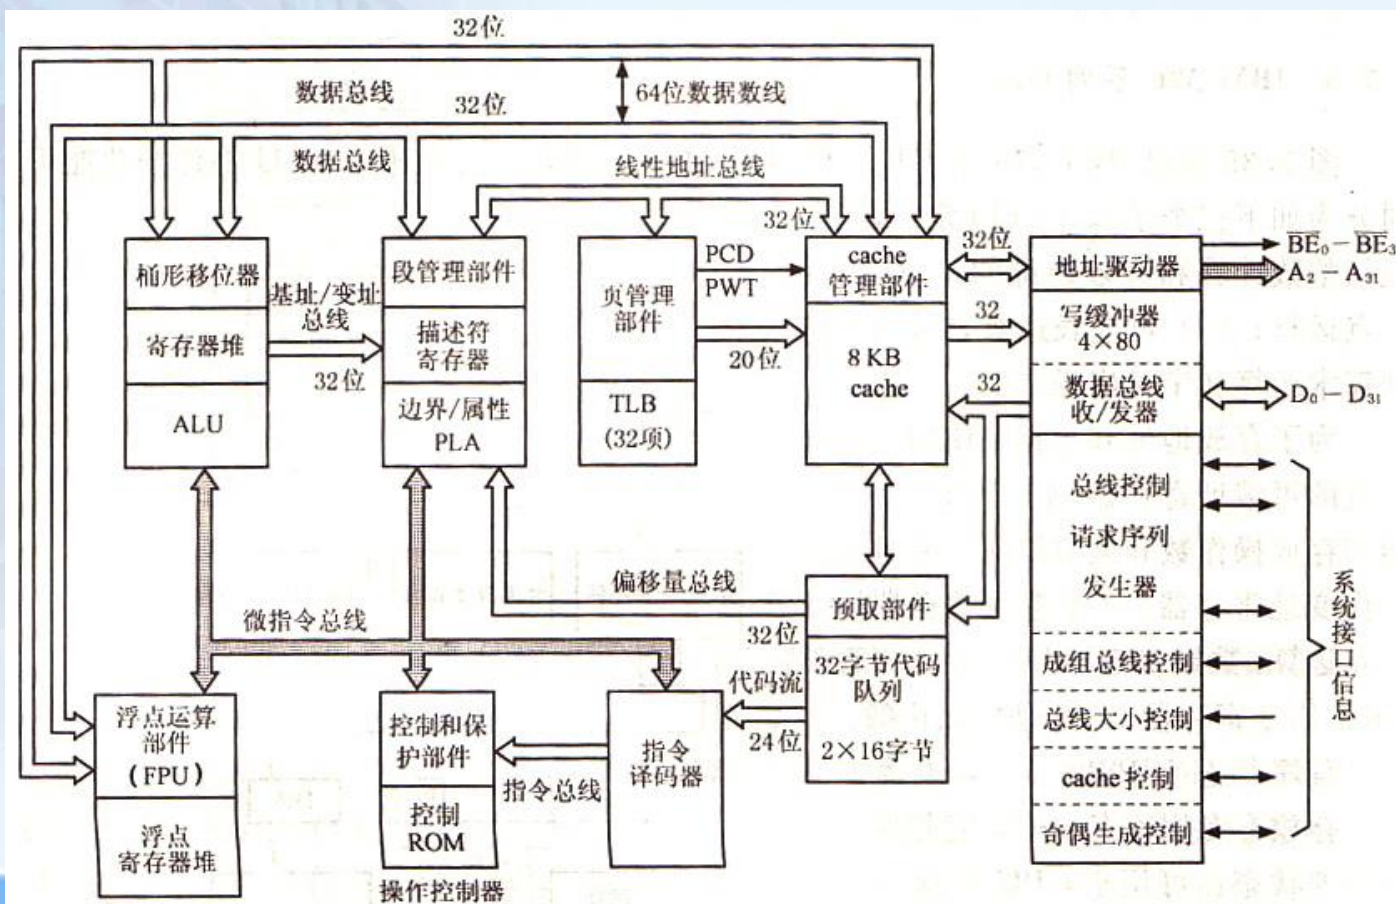 32位
数据总线
64位数据数线
32位
数据总线
线性地址总线
32位
桶形移位器
寄存器堆
ALU
基址/变址
总线
32位
段管理部件
描述符
寄存器
边界/属性
PLA
页管理
部件
TLB
(32项)
PCD
PWT
20位
cache
管理部件
8 KB
cache
32位
32
32
地址驱动器
写缓冲器
4×80
数据总线
收/发器
总线控制
请求序列
发生器
成组总线控制
总线大小控制
cache 控制
奇偶生成控制
B̅E̅₀－B̅E̅₃
A₂－A₃₁
D₀－D₃₁
系统接口信息
偏移量总线
32位
微指令总线
预取部件
32字节代码
队列
2×16字节
代码流
24位
浮点运算
部件
(FPU)
浮点
寄存器堆
控制和保
护部件
控制
ROM
操作控制器
指令总线
指令
译码器